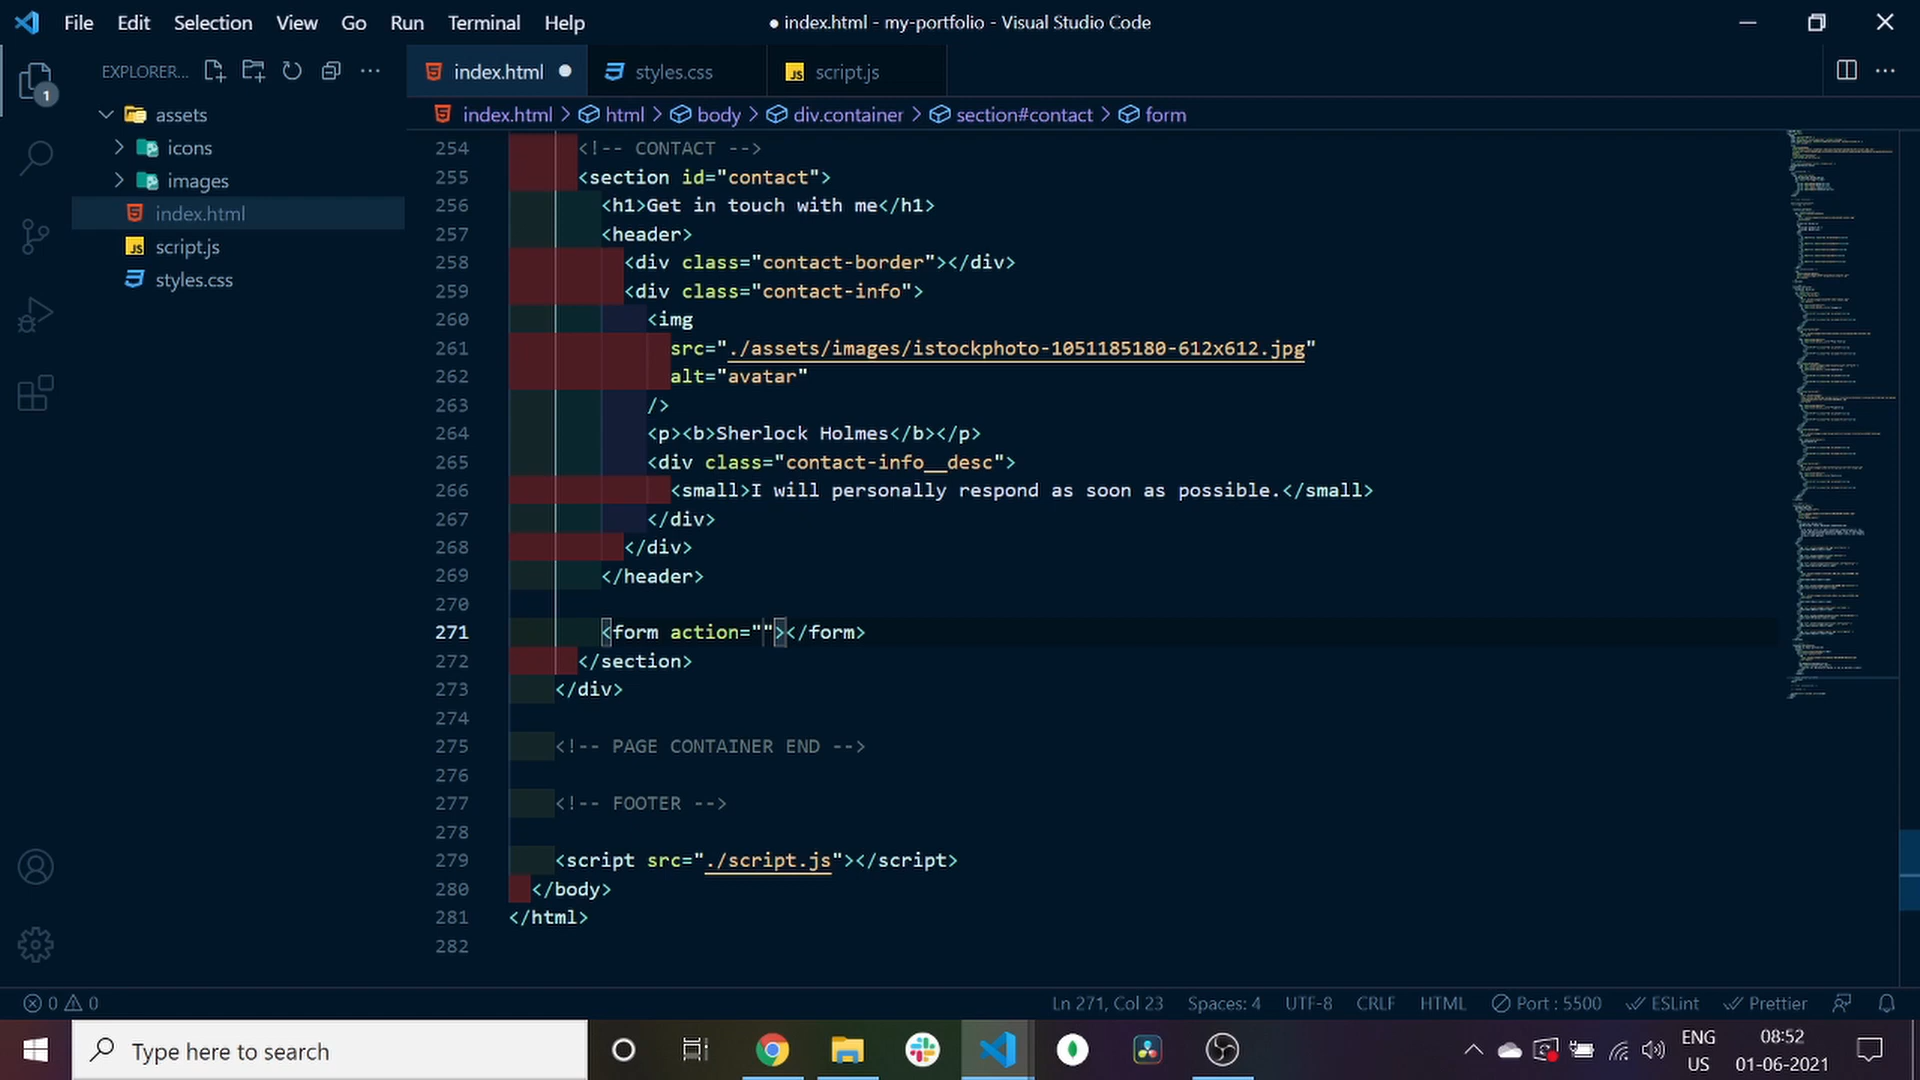 File Edit Selection View Go Run Terminal Help
● index.html - my-portfolio - Visual Studio Code
EXPLORER...
index.html ● styles.css JS script.js
1
index.html > html > body > div.container > section#contact > form
assets
icons
images
index.html
JS script.js
styles.css
254 <!-- CONTACT -->
255 <section id="contact">
256 <h1>Get in touch with me</h1>
257 <header>
258 <div class="contact-border"></div>
259 <div class="contact-info">
260 <img
261 src="./assets/images/istockphoto-1051185180-612x612.jpg"
262 alt="avatar"
263 />
264 <p><b>Sherlock Holmes</b></p>
265 <div class="contact-info__desc">
266 <small>I will personally respond as soon as possible.</small>
267 </div>
268 </div>
269 </header>
270
271 <form action=""></form>
272 </section>
273 </div>
274
275 <!-- PAGE CONTAINER END -->
276
277 <!-- FOOTER -->
278
279 <script src="./script.js"></script>
280 </body>
281 </html>
282
0 0 Ln 271, Col 23 Spaces: 4 UTF-8 CRLF HTML Port : 5500 ESLint Prettier
Type here to search
ENG
US
08:52
01-06-2021